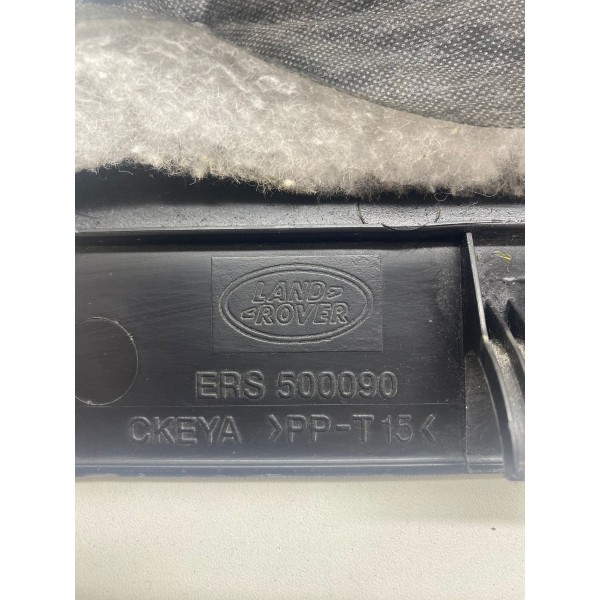 LAND
ROVER
ERS 500090
CKEYA >PP-T15<